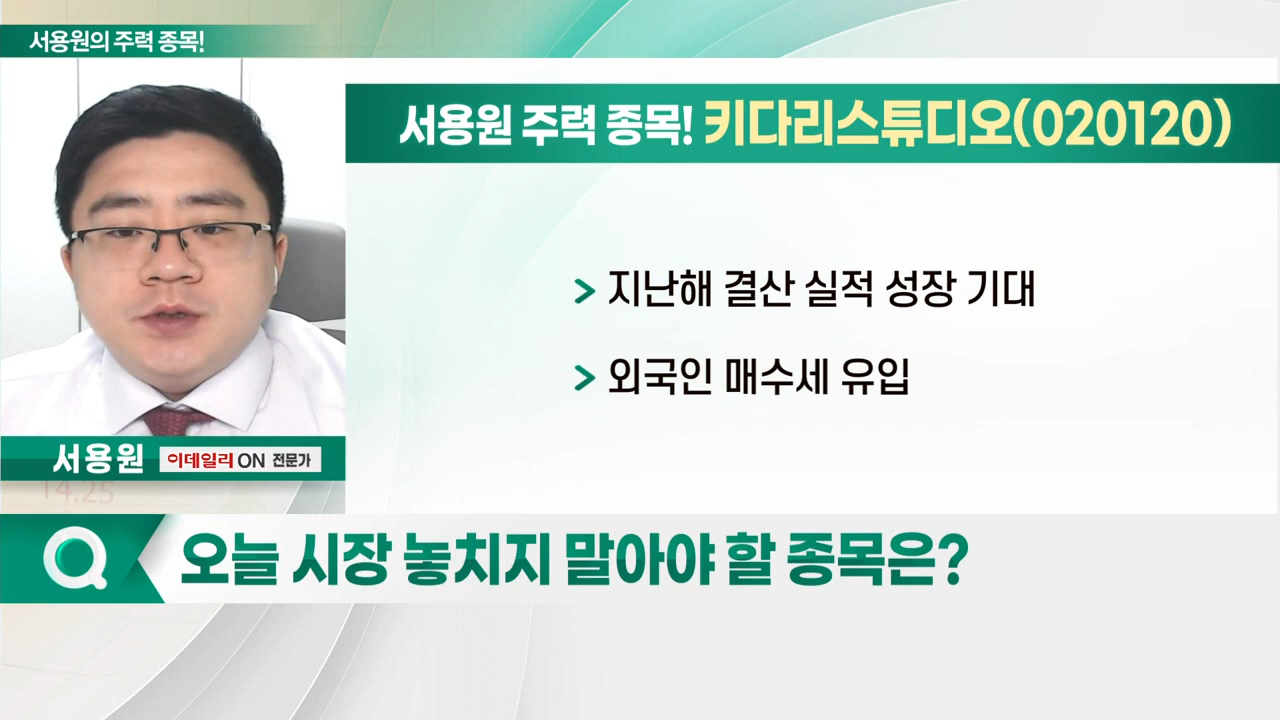 서용원의 주력 종목!
서용원 주력 종목! 키다리스튜디오(020120)
> 지난해 결산 실적 성장 기대
> 외국인 매수세 유입
서용원 이데일리 ON 전문가
14.25
Q 오늘 시장 놓치지 말아야 할 종목은?